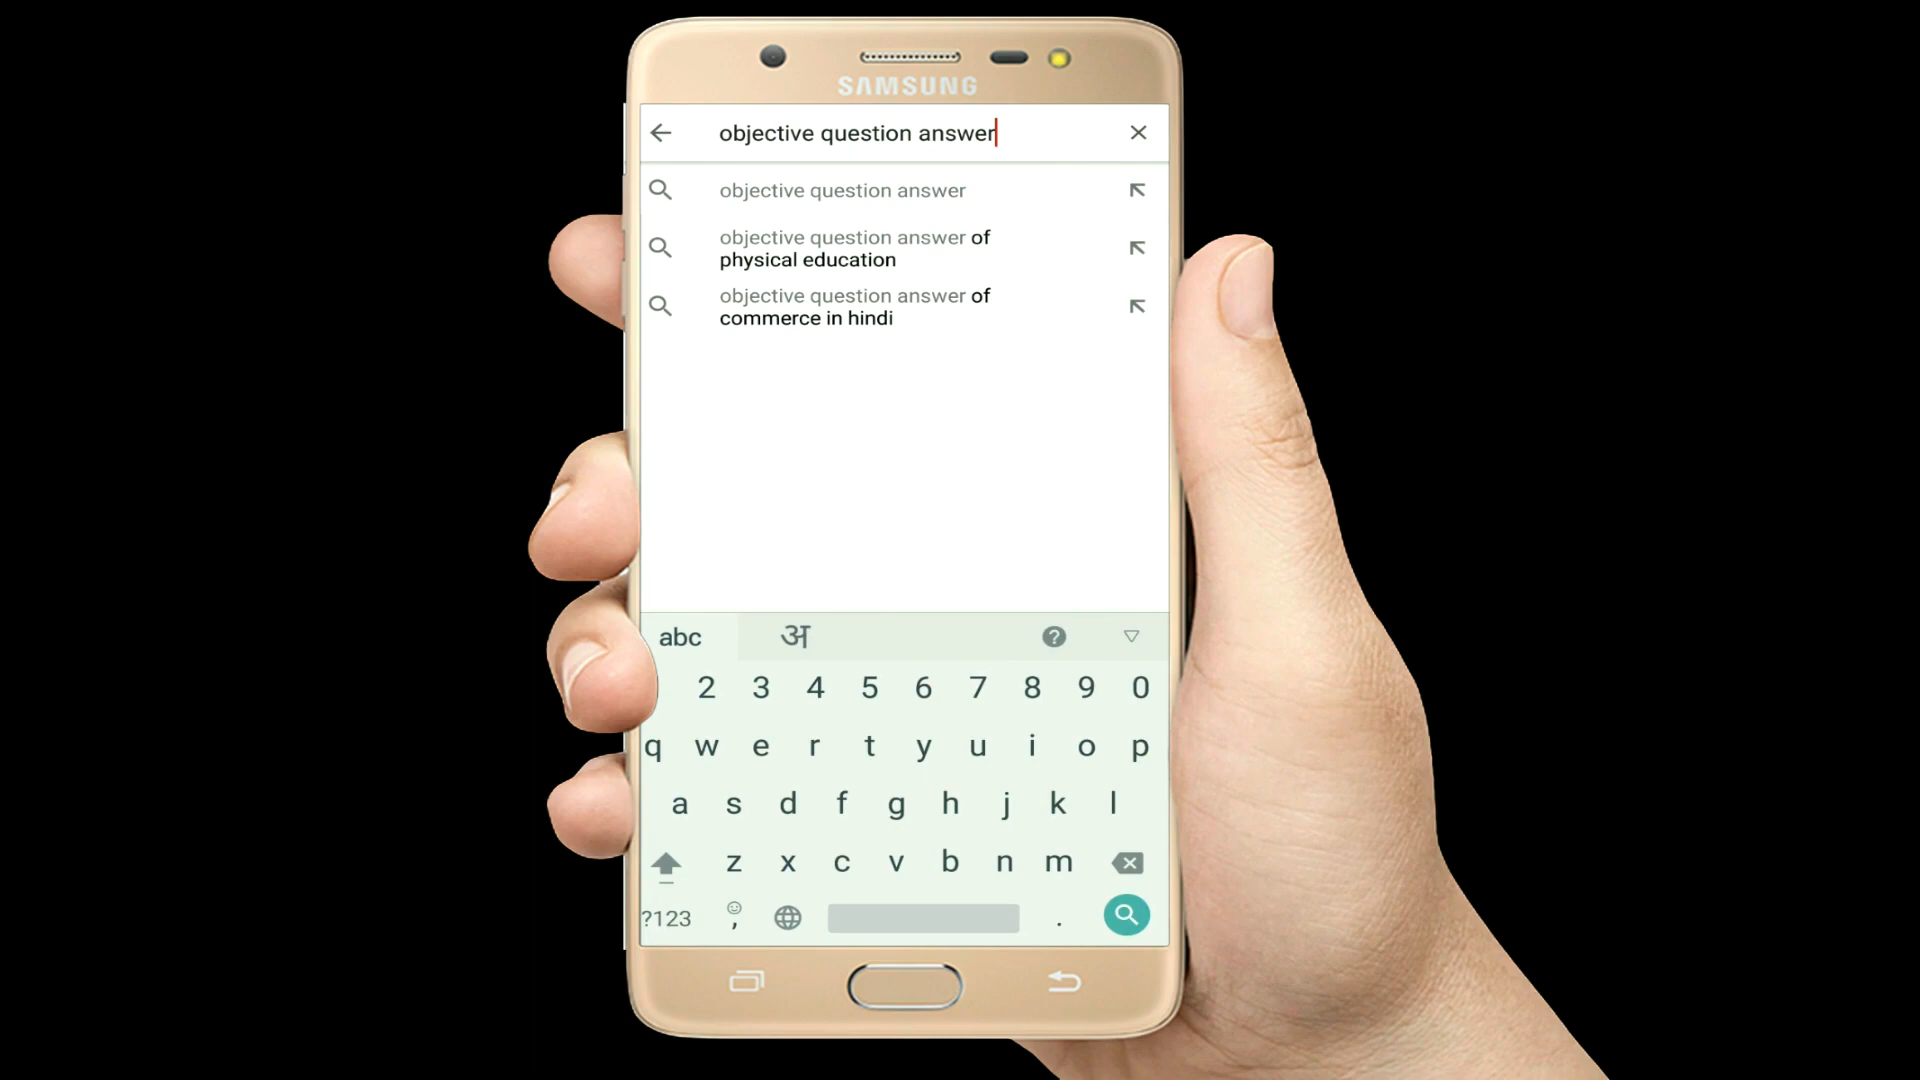 SAMSUNG
objective question answer
objective question answer
objective question answer of
physical education
objective question answer of
commerce in hindi
abc अ
2 3 4 5 6 7 8 9 0
q w e r t y u i o p
a s d f g h j k l
z x c v b n m
?123 , .